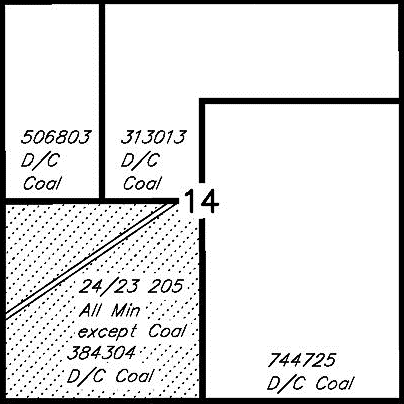 506803
D/C
Coal
313013
D/C
Coal
14
24/23 205
All Min
except Coal
384304
D/C Coal
744725
D/C Coal